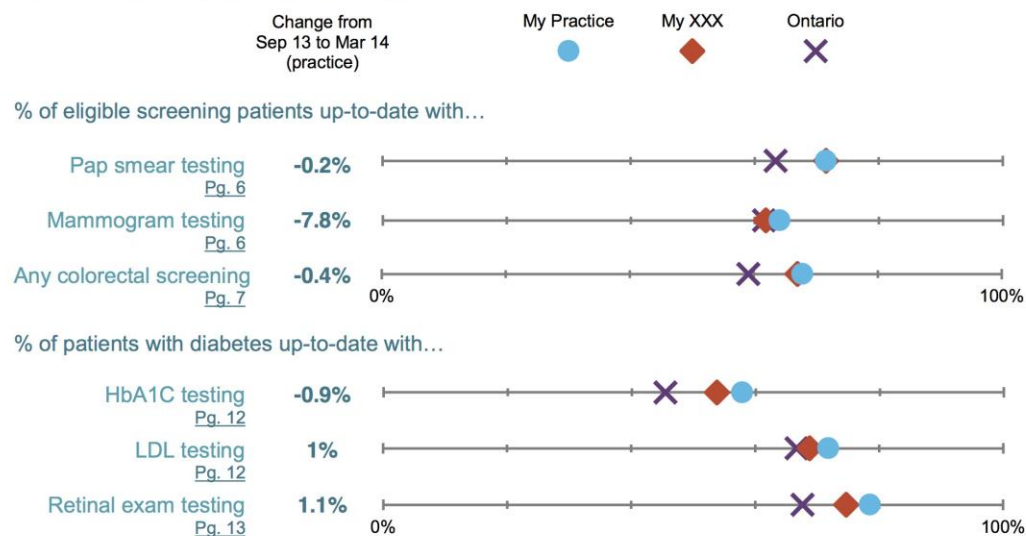 Change from
Sep 13 to Mar 14
(practice)
My Practice
My XXX
Ontario
% of eligible screening patients up-to-date with…
Pap smear testing
Pg. 6
-0.2%
Mammogram testing
Pg. 6
-7.8%
Any colorectal screening
Pg. 7
-0.4%
0%
100%
% of patients with diabetes up-to-date with…
HbA1C testing
Pg. 12
-0.9%
LDL testing
Pg. 12
1%
Retinal exam testing
Pg. 13
1.1%
0%
100%